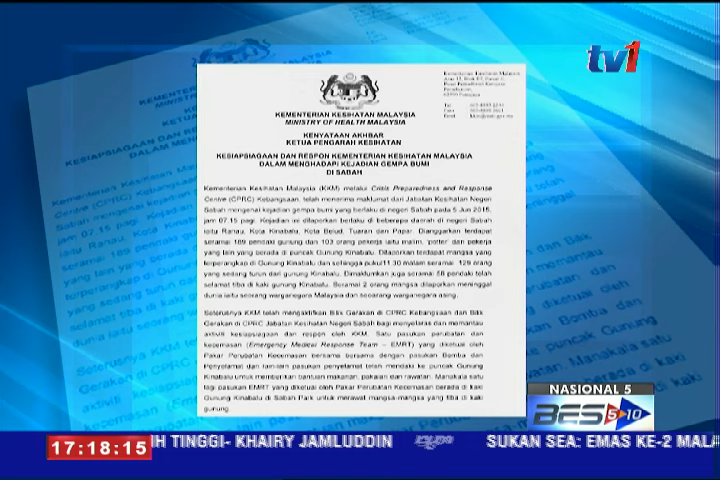 tv1
KEMENTERIAN KESIHATAN MALAYSIA
MINISTRY OF HEALTH MALAYSIA
KENYATAAN AKHBAR
KETUA PENGARAH KESIHATAN
KESIAPSIAGAAN DAN RESPON KEMENTERIAN KESIHATAN MALAYSIA
DALAM MENGHADAPI KEJADIAN GEMPA BUMI
DI SABAH
Kementerian Kesihatan Malaysia (KKM) melalui Crisis Preparedness and Response
Centre (CPRC) Kebangsaan, telah menerima maklumat dari Jabatan Kesihatan Negeri
Sabah mengenai kejadian gempa bumi yang berlaku di negeri Sabah pada 5 Jun 2015,
jam 07.15 pagi. Kejadian ini dilaporkan berlaku di beberapa daerah di negeri Sabah
iaitu Ranau, Kota Kinabalu, Kota Belud, Tuaran dan Papar. Dianggarkan terdapat
seramai 189 pendaki gunung dan 103 orang pekerja iaitu malim, 'potter' dan pekerja
yang lain yang berada di puncak Gunung Kinabalu. Dilaporkan terdapat mangsa yang
terperangkap di Gunung Kinabalu dan sehingga pukul 11.30 malam seramai 129 orang
yang sedang turun dari gunung Kinabalu. Dimaklumkan juga seramai 58 pendaki telah
selamat tiba di kaki gunung Kinabalu. Seramai 2 orang mangsa dilaporkan meninggal
dunia iaitu seorang warganegara Malaysia dan seorang warganegara asing.
Seterusnya KKM telah mengaktifkan Bilik Gerakan di CPRC Kebangsaan dan Bilik
Gerakan di CPRC Jabatan Kesihatan Negeri Sabah bagi menyelaras dan memantau
aktiviti kesiapsiagaan dan respon oleh KKM. Satu pasukan perubatan dan
kecemasan (Emergency Medical Response Team – EMRT) yang diketuai oleh
Pakar Perubatan Kecemasan bersama bersama dengan pasukan Bomba dan
Penyelamat dan lain-lain pasukan penyelamat telah mendaki ke puncak Gunung
Kinabalu untuk memberikan bantuan makanan, pakaian dan rawatan. Manakala satu
lagi pasukan EMRT yang diketuai oleh Pakar Perubatan Kecemasan berada di kaki
Gunung Kinabalu di Sabah Park untuk merawat mangsa-mangsa yang tiba di kaki
gunung.
NASIONAL 5
BES 5 10
17:18:15 IH TINGGI- KHAIRY JAMLUDDIN SUKAN SEA: EMAS KE-2 MALA